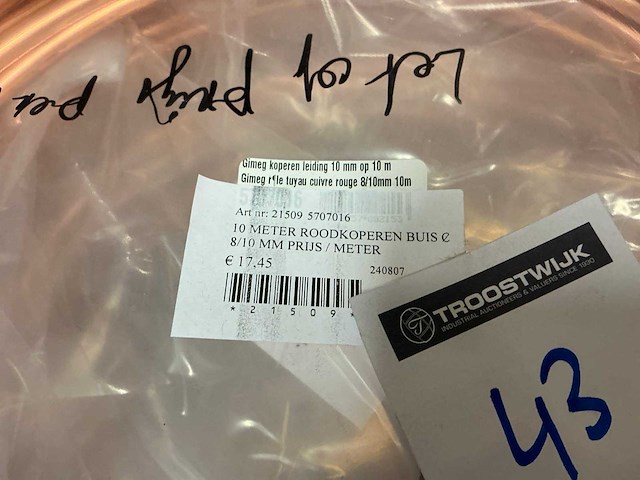 Let op prijs per
Gimeg koperen leiding 10 mm op 10 m
Gimeg rôle tuyau cuivre rouge 8/10mm 10m
5707016
Art nr: 21509 5707016
10 METER ROODKOPEREN BUIS
8/10 MM PRIJS / METER
€ 17,45
240807
*21509*
TROOSTWIJK
INDUSTRIAL AUCTIONEERS & VALUERS SINCE 1930
43